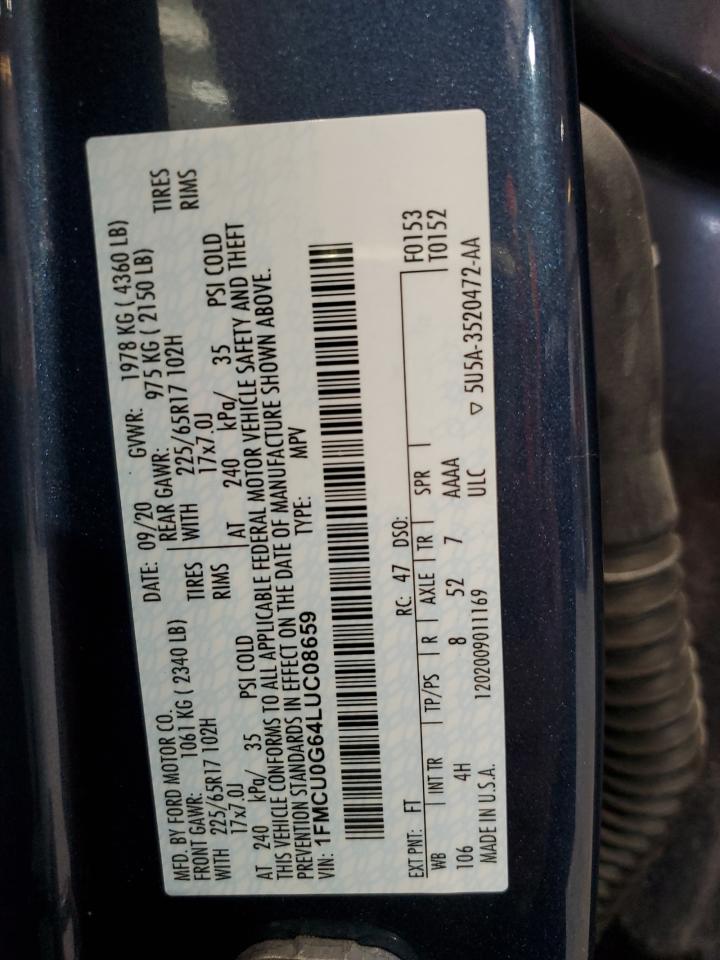 MFD. BY FORD MOTOR CO. DATE: 09/20 GVWR: 1978 KG ( 4360 LB)
FRONT GAWR: 1061 KG ( 2340 LB) REAR GAWR: 975 KG ( 2150 LB)
WITH 225/65R17 102H TIRES WITH 225/65R17 102H TIRES
17x7.0J RIMS 17x7.0J RIMS
AT 240 kPa/ 35 PSI COLD AT 240 kPa/ 35 PSI COLD
THIS VEHICLE CONFORMS TO ALL APPLICABLE FEDERAL MOTOR VEHICLE SAFETY AND THEFT
PREVENTION STANDARDS IN EFFECT ON THE DATE OF MANUFACTURE SHOWN ABOVE.
VIN: 1FMCU0G64LUC08659 TYPE: MPV
EXT PNT: FT RC: 47 DSO: F0153
WB INT TR TP/PS R AXLE TR SPR T0152
106 4H 8 52 7 AAAA
MADE IN U.S.A. 1202009011169 ULC ▽ 5U5A-3520472-AA